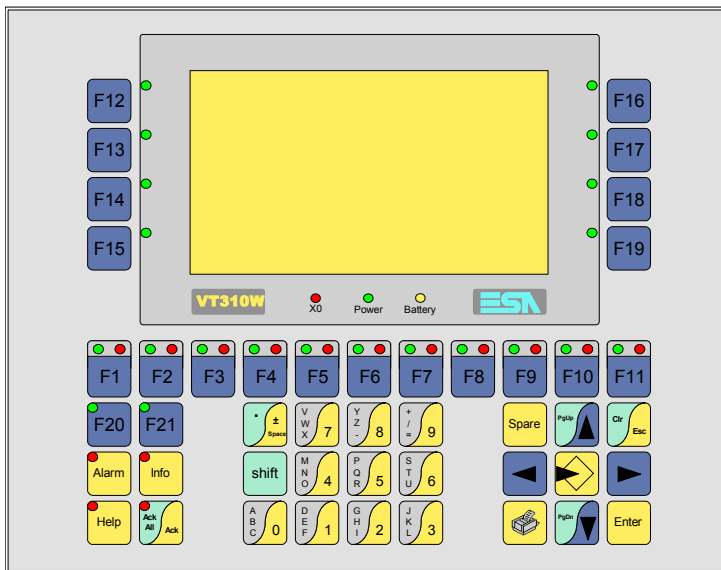 F12 F16
F13 F17
F14 F18
F15 F19
VT310W X0 Power Battery ESA
F1 F2 F3 F4 F5 F6 F7 F8 F9 F10 F11
F20 F21 . ± Space V W X 7 Y Z - 8 + / = 9 Spare PgUp Clr Esc
Alarm Info shift M N O 4 P Q R 5 S T U 6
Help Ack All Ack A B C 0 D E F 1 G H I 2 J K L 3 PgDn Enter